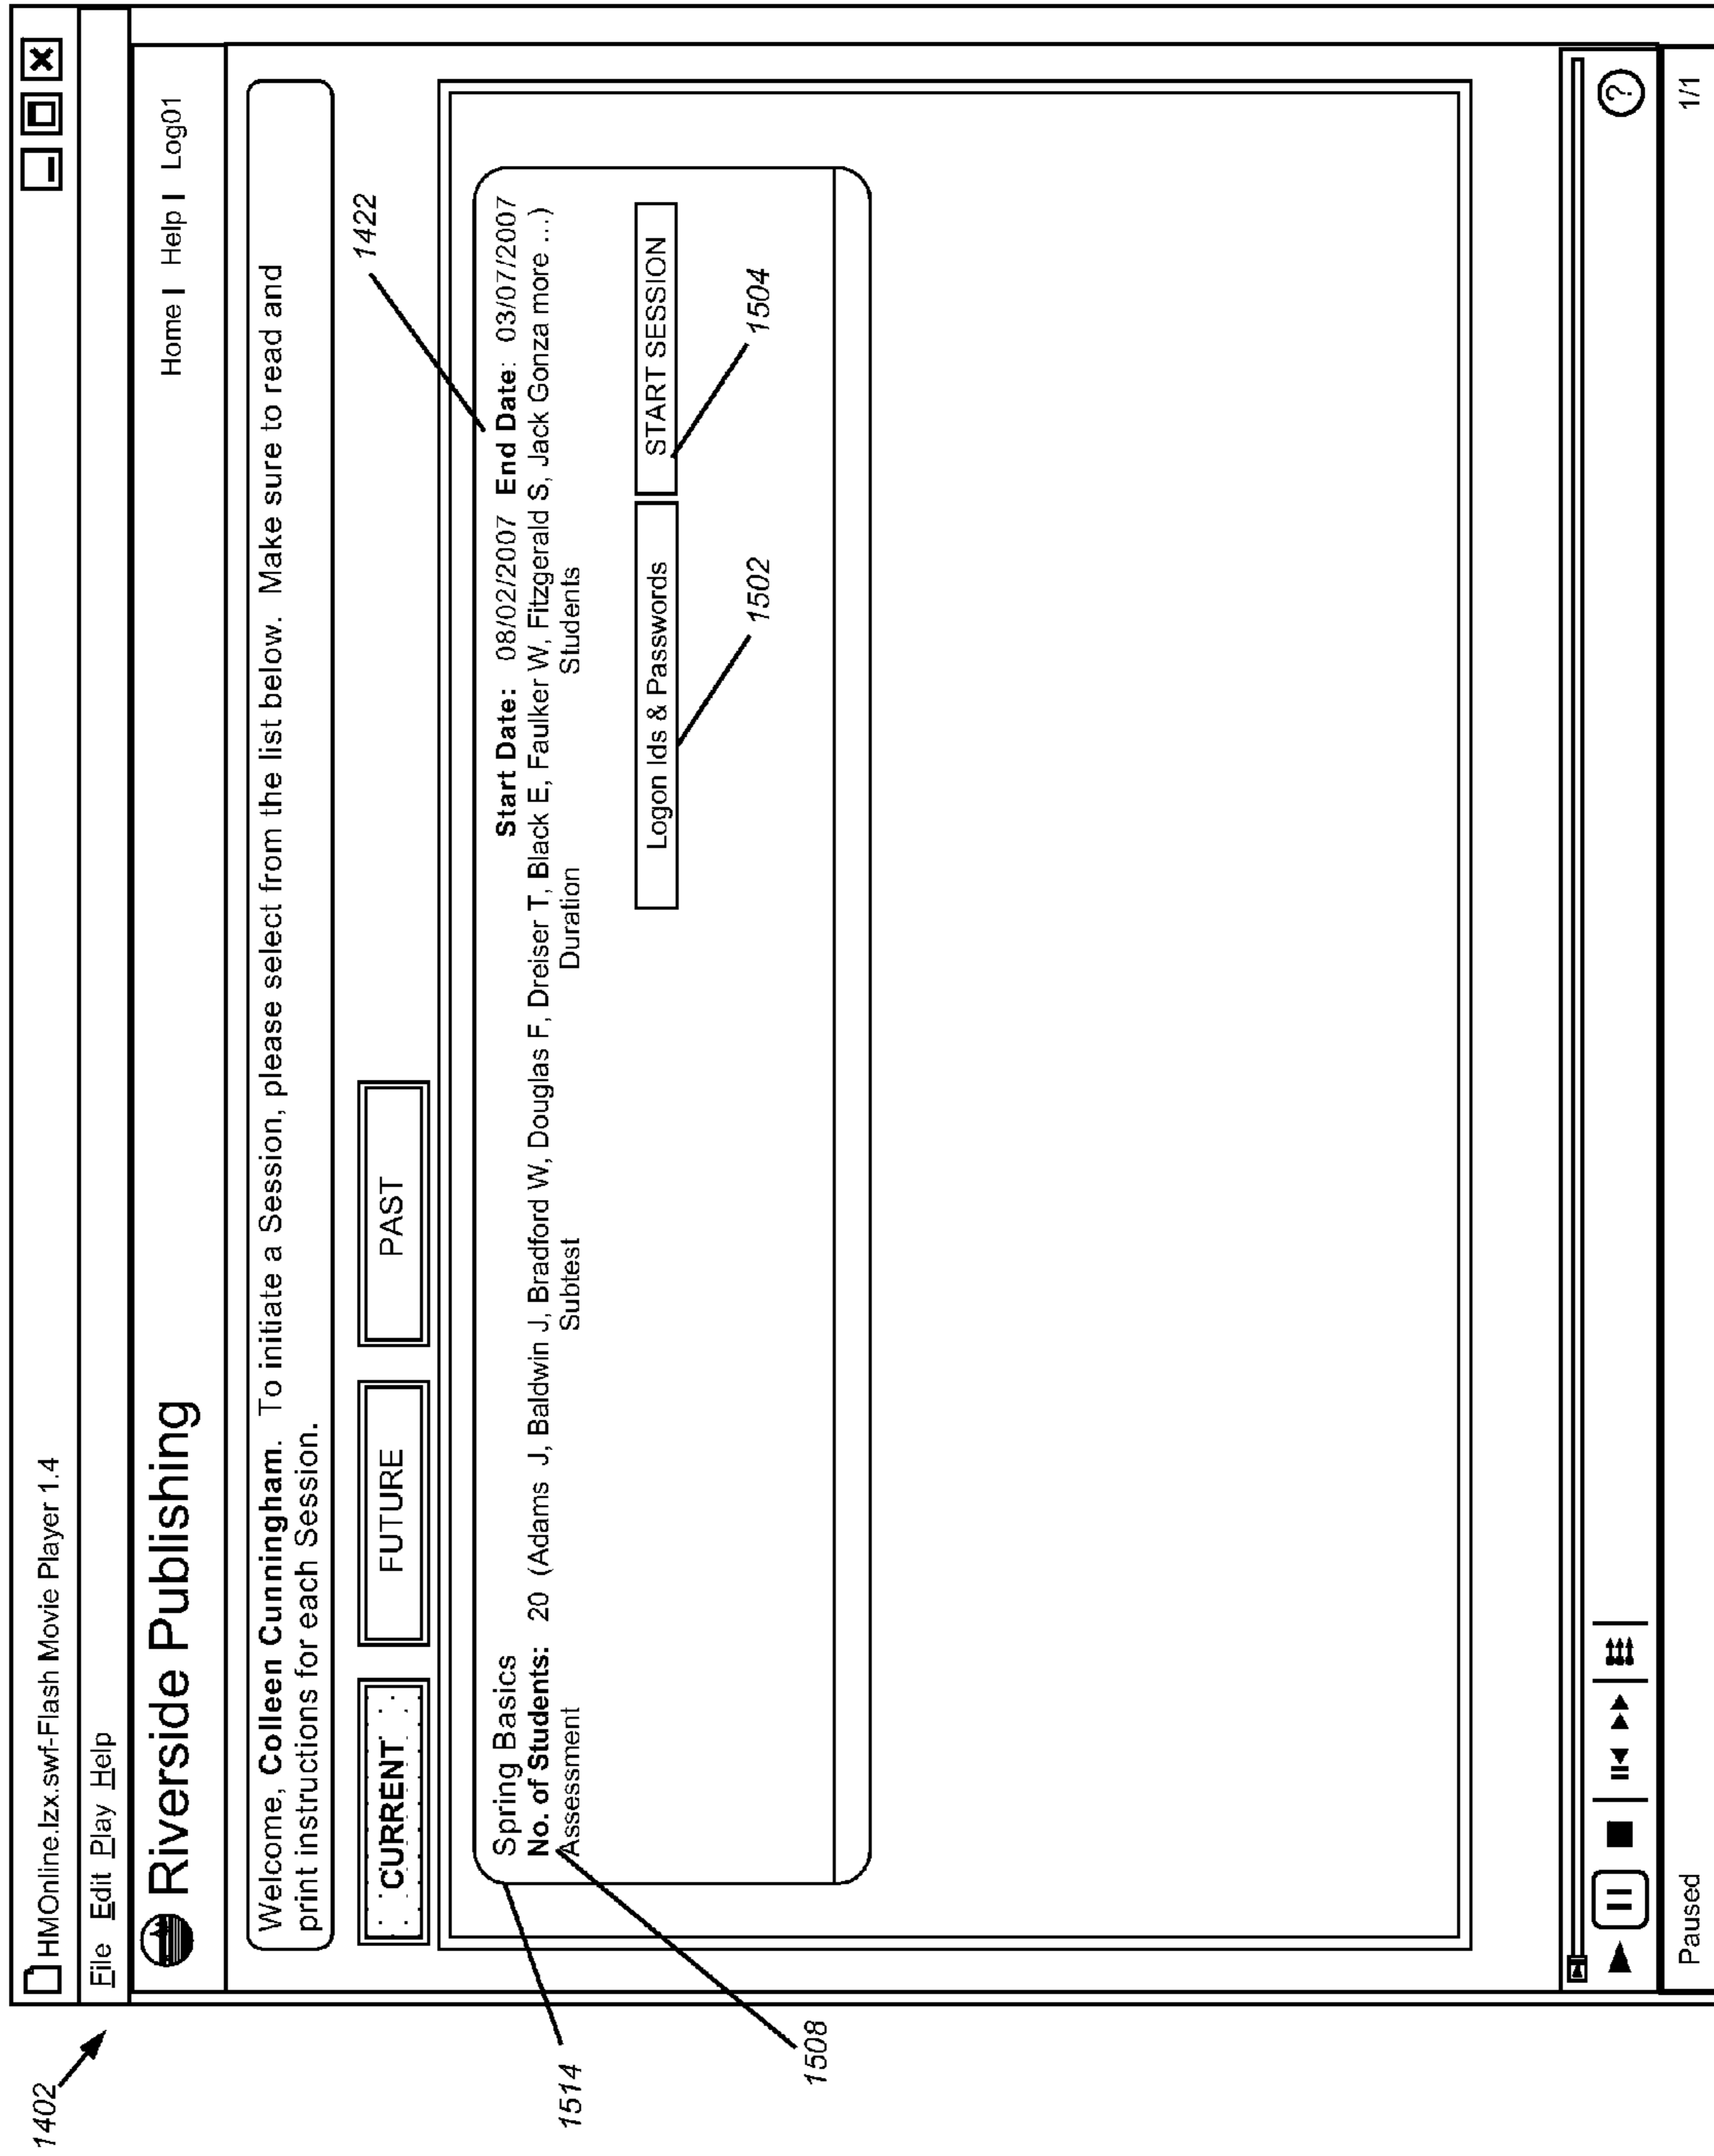 1402
HMOnline.lzx.swf-Flash Movie Player 1.4
File Edit Play Help
Riverside Publishing
Home | Help | Log01
Welcome, Colleen Cunningham. To initiate a Session, please select from the list below. Make sure to read and
print instructions for each Session.
CURRENT
FUTURE
PAST
1422
1514
Spring Basics
Start Date: 08/02/2007 End Date: 03/07/2007
No. of Students: 20 (Adams J, Baldwin J, Bradford W, Douglas F, Dreiser T, Black E, Faulker W, Fitzgerald S, Jack Gonza more ...)
Assessment Subtest Duration Students
Logon Ids & Passwords
START SESSION
1508
1502
1504
?
Paused
1/1